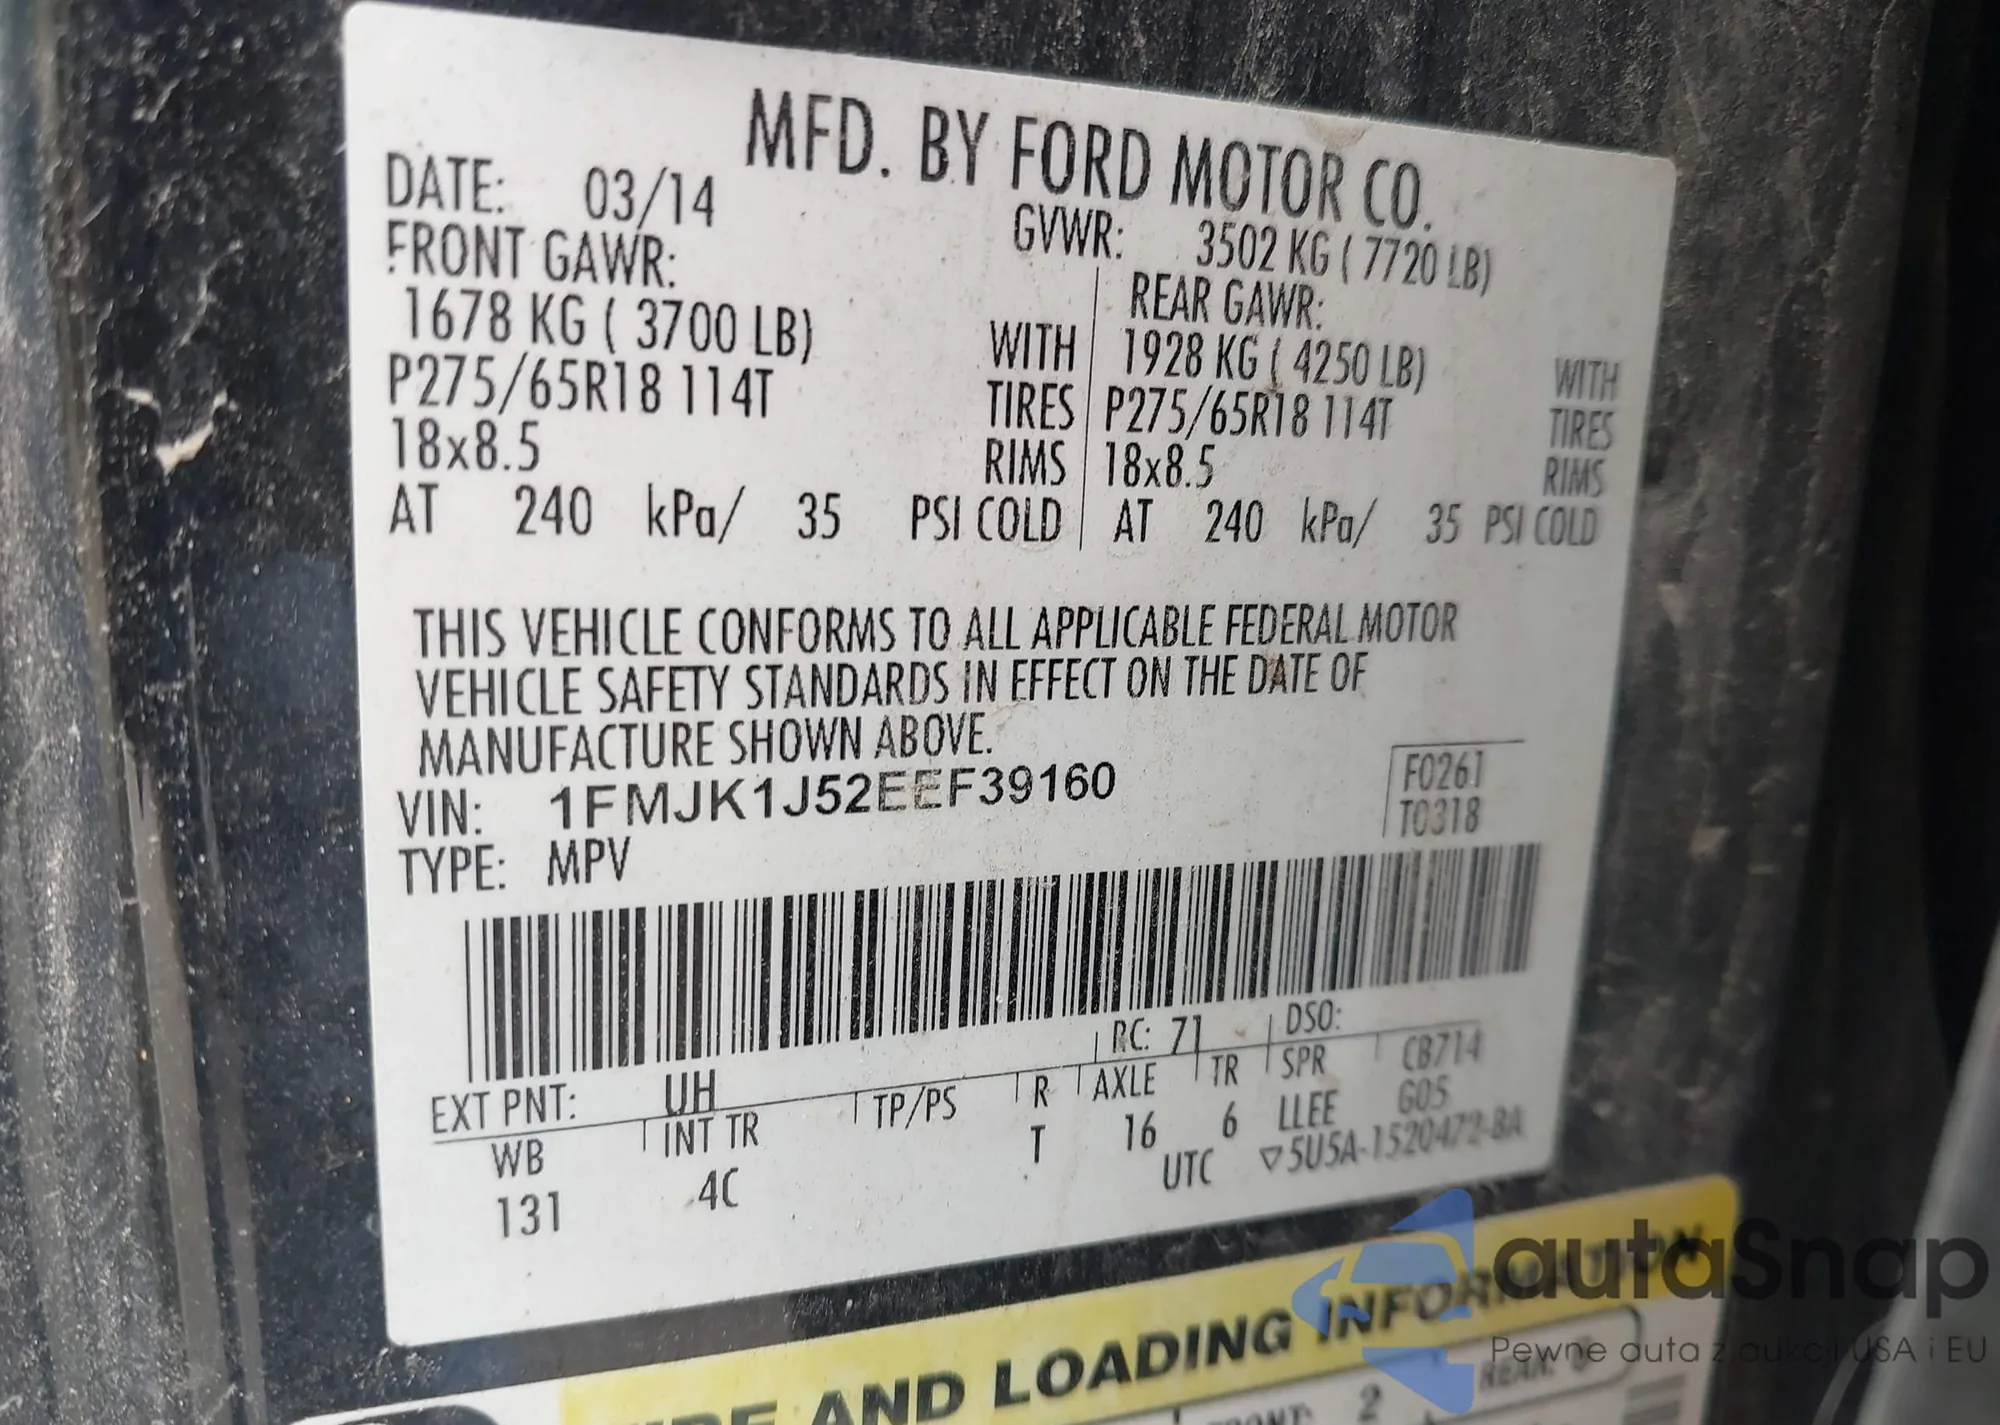 MFD. BY FORD MOTOR CO.
DATE: 03/14 GVWR: 3502 KG ( 7720 LB)
FRONT GAWR: REAR GAWR:
1678 KG ( 3700 LB) WITH 1928 KG ( 4250 LB) WITH
P275/65R18 114T TIRES P275/65R18 114T TIRES
18x8.5 RIMS 18x8.5 RIMS
AT 240 kPa/ 35 PSI COLD AT 240 kPa/ 35 PSI COLD
THIS VEHICLE CONFORMS TO ALL APPLICABLE FEDERAL MOTOR
VEHICLE SAFETY STANDARDS IN EFFECT ON THE DATE OF
MANUFACTURE SHOWN ABOVE.
VIN: 1FMJK1J52EEF39160 F0261
T0318
TYPE: MPV
RC: 71 DSO:
EXT PNT: UH
WB INT TR TP/PS R AXLE TR SPR CB714
131 4C T 16 6 LLEE G05
UTC ▽5U5A-1520472-BA
AND LOADING INFORMATION
FRONT: 2 REAR:
autaSnap
Pewne auta z aukcji USA i EU